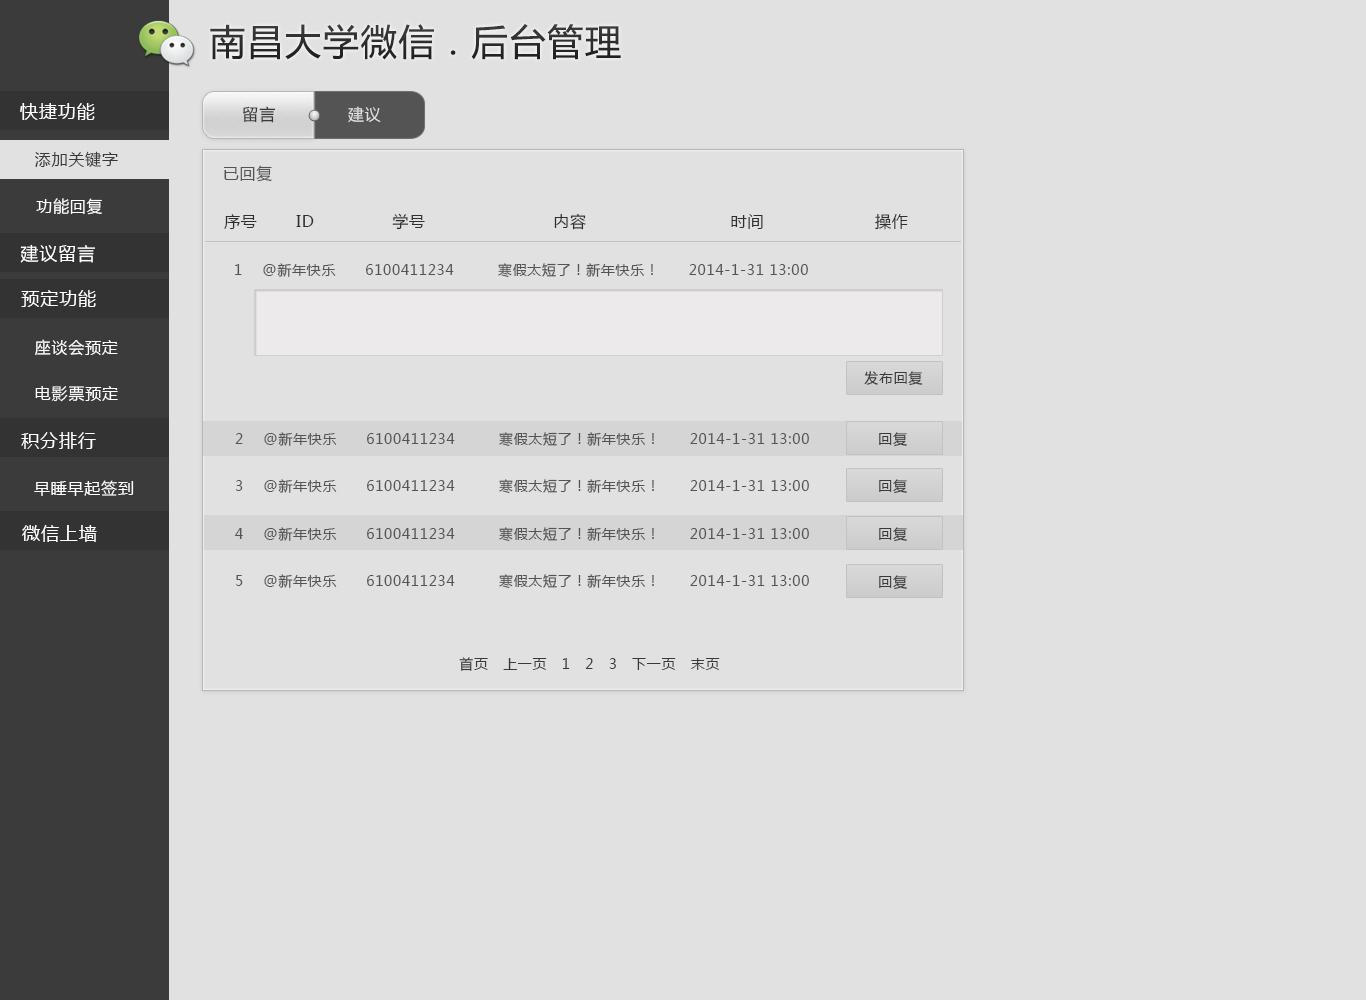 南昌大学微信 . 后台管理
快捷功能
添加关键字
功能回复
建议留言
预定功能
座谈会预定
电影票预定
积分排行
早睡早起签到
微信上墙
留言 建议
已回复
序号 ID 学号 内容 时间 操作
1 @新年快乐 6100411234 寒假太短了！新年快乐！ 2014-1-31 13:00
发布回复
2 @新年快乐 6100411234 寒假太短了！新年快乐！ 2014-1-31 13:00 回复
3 @新年快乐 6100411234 寒假太短了！新年快乐！ 2014-1-31 13:00 回复
4 @新年快乐 6100411234 寒假太短了！新年快乐！ 2014-1-31 13:00 回复
5 @新年快乐 6100411234 寒假太短了！新年快乐！ 2014-1-31 13:00 回复
首页 上一页 1 2 3 下一页 末页